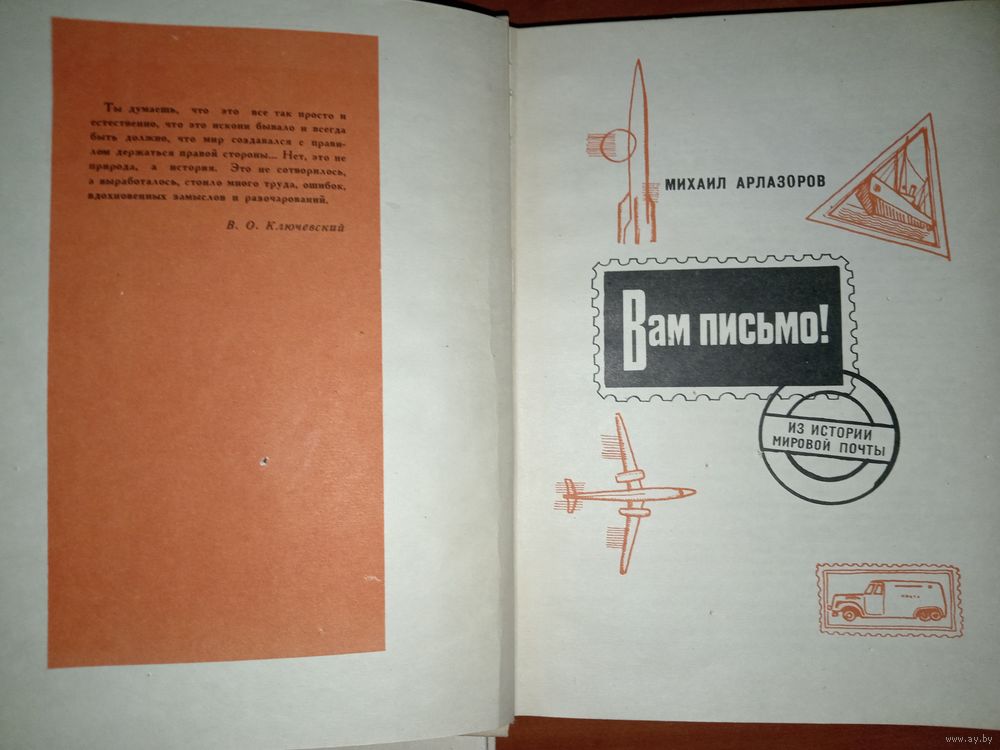 Ты думаешь, что это все так просто и
естественно, что это искони бывало и всегда
быть должно, что мир создавался с прави-
лом держаться правой стороны... Нет, это не
природа, а история. Это не сотворилось,
а выработалось, стоило много труда, ошибок,
вдохновенных замыслов и разочарований.
В. О. Ключевский
МИХАИЛ АРЛАЗОРОВ
Вам письмо!
ИЗ ИСТОРИИ
МИРОВОЙ ПОЧТЫ
ПОЧТА
www.ay.by